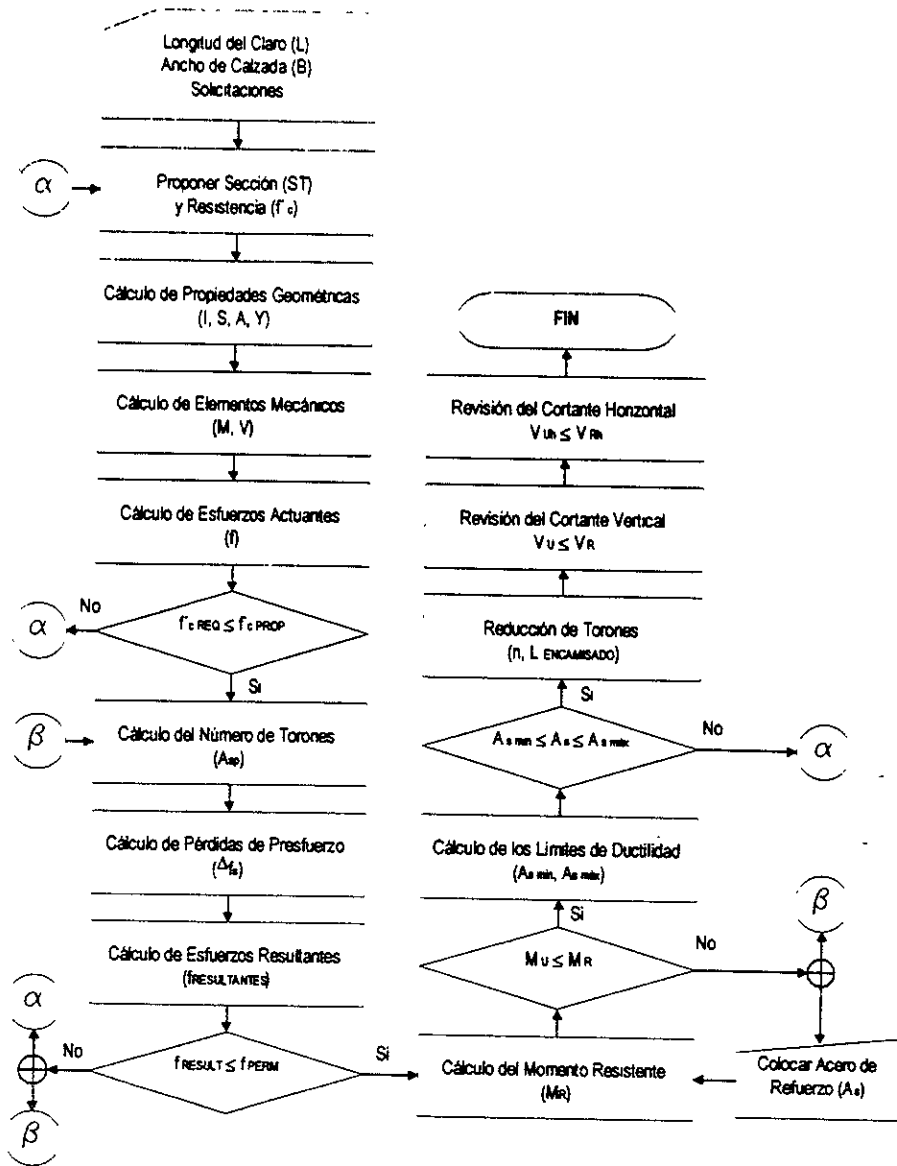 Longitud del Claro (L)
Ancho de Calzada (B)
Solicitaciones
α
Proponer Sección (ST)
y Resistencia (f'c)
Cálculo de Propiedades Geométricas
(I, S, A, Y)
Cálculo de Elementos Mecánicos
(M, V)
Cálculo de Esfuerzos Actuantes
(f)
No
α
f'c REQ ≤ f'c PROP
Si
β
Cálculo del Número de Torones
(Asp)
Cálculo de Pérdidas de Presfuerzo
(Δfs)
Cálculo de Esfuerzos Resultantes
(fRESULTANTES)
α
No
β
fRESULT ≤ fPERM
Si
Cálculo del Momento Resistente
(MR)
Colocar Acero de
Refuerzo (As)
β
No
MU ≤ MR
Si
Cálculo de los Límites de Ductilidad
(As min, As máx)
As min ≤ As ≤ As máx
No
α
Si
Reducción de Torones
(n, L ENCAMISADO)
Revisión del Cortante Vertical
VU ≤ VR
Revisión del Cortante Horizontal
VUh ≤ VRh
FIN